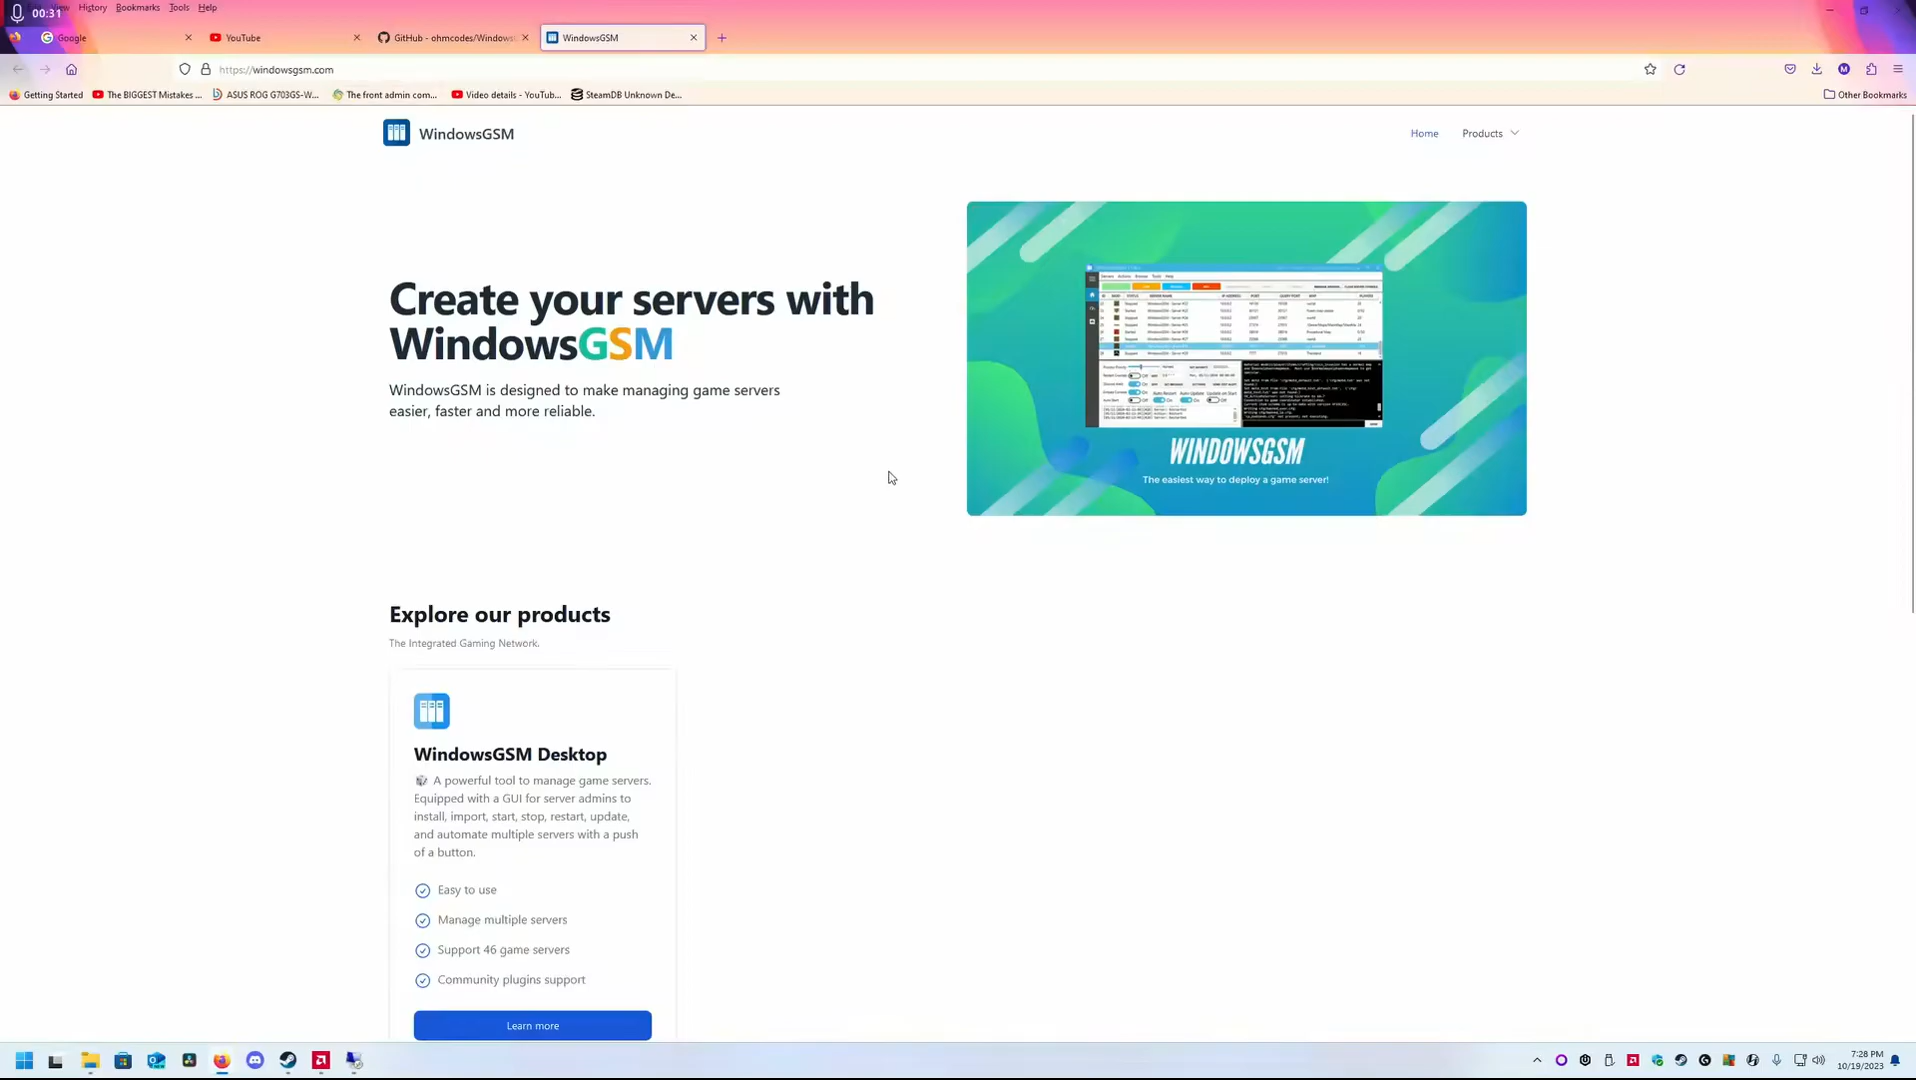 00:31
View
History
Bookmarks
Tools
Help
Google
YouTube
GitHub - ohmcodes/Windows
WindowsGSM
https://windowsgsm.com
Getting Started
The BIGGEST Mistakes ...
ASUS ROG G703GS-W...
The front admin com...
Video details - YouTub...
SteamDB Unknown De...
Other Bookmarks
WindowsGSM
Home
Products
Create your servers with
WindowsGSM
WindowsGSM is designed to make managing game servers
easier, faster and more reliable.
WINDOWSGSM
The easiest way to deploy a game server!
Explore our products
The Integrated Gaming Network.
WindowsGSM Desktop
A powerful tool to manage game servers.
Equipped with a GUI for server admins to
install, import, start, stop, restart, update,
and automate multiple servers with a push
of a button.
Easy to use
Manage multiple servers
Support 46 game servers
Community plugins support
Learn more
7:28 PM
10/19/2023